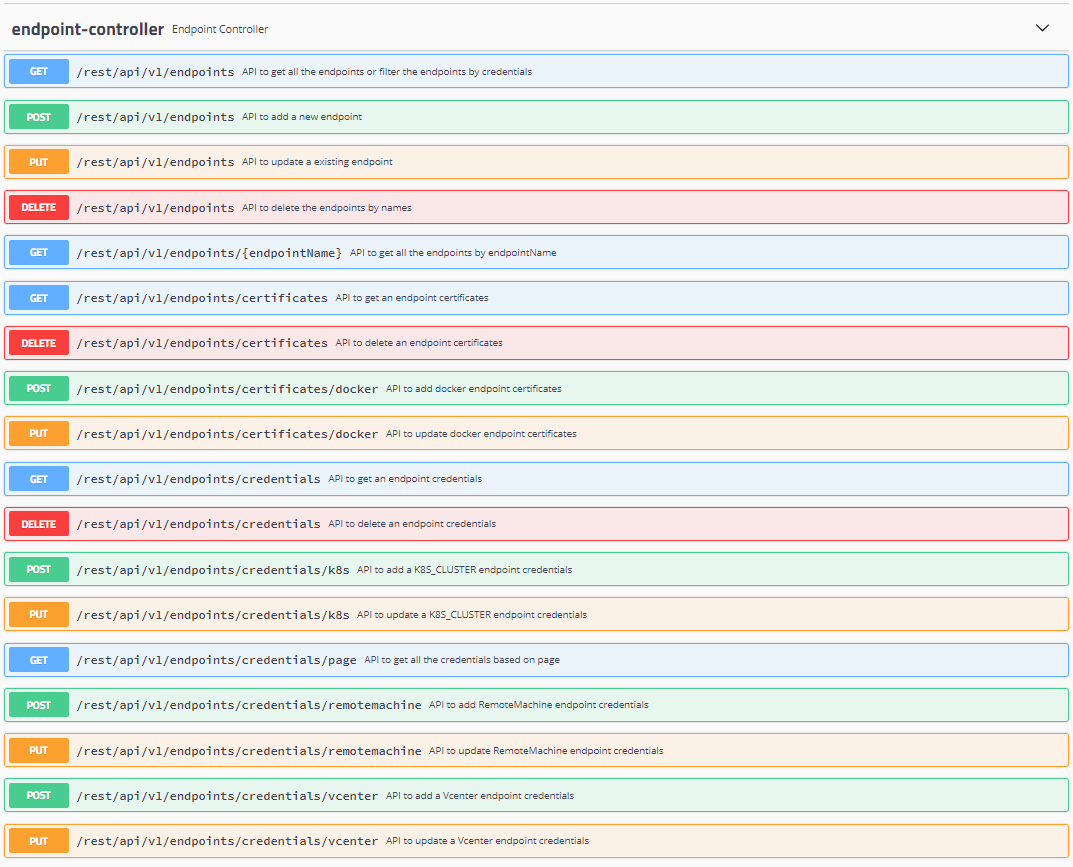 endpoint-controller Endpoint Controller
GET /rest/api/v1/endpoints API to get all the endpoints or filter the endpoints by credentials
POST /rest/api/v1/endpoints API to add a new endpoint
PUT /rest/api/v1/endpoints API to update a existing endpoint
DELETE /rest/api/v1/endpoints API to delete the endpoints by names
GET /rest/api/v1/endpoints/{endpointName} API to get all the endpoints by endpointName
GET /rest/api/v1/endpoints/certificates API to get an endpoint certificates
DELETE /rest/api/v1/endpoints/certificates API to delete an endpoint certificates
POST /rest/api/v1/endpoints/certificates/docker API to add docker endpoint certificates
PUT /rest/api/v1/endpoints/certificates/docker API to update docker endpoint certificates
GET /rest/api/v1/endpoints/credentials API to get an endpoint credentials
DELETE /rest/api/v1/endpoints/credentials API to delete an endpoint credentials
POST /rest/api/v1/endpoints/credentials/k8s API to add a K8S_CLUSTER endpoint credentials
PUT /rest/api/v1/endpoints/credentials/k8s API to update a K8S_CLUSTER endpoint credentials
GET /rest/api/v1/endpoints/credentials/page API to get all the credentials based on page
POST /rest/api/v1/endpoints/credentials/remotemachine API to add RemoteMachine endpoint credentials
PUT /rest/api/v1/endpoints/credentials/remotemachine API to update RemoteMachine endpoint credentials
POST /rest/api/v1/endpoints/credentials/vcenter API to add a Vcenter endpoint credentials
PUT /rest/api/v1/endpoints/credentials/vcenter API to update a Vcenter endpoint credentials